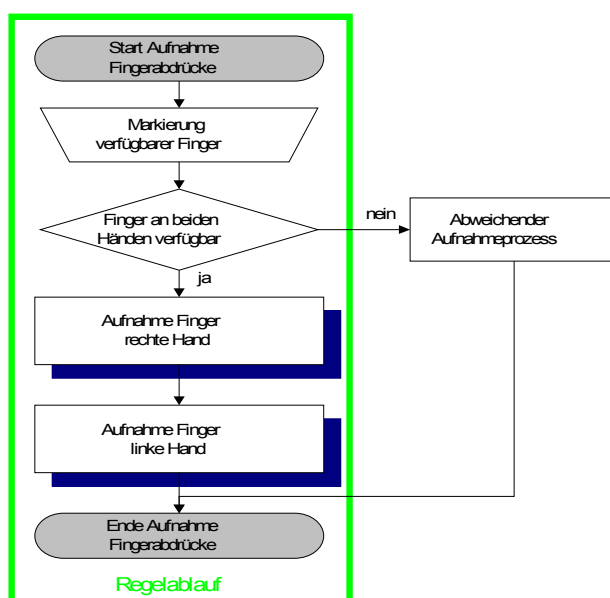 Start Aufnahme
Fingerabdrücke
Markierung
verfügbarer Finger
Finger an beiden
Händen verfügbar
nein
Abweichender
Aufnahmeprozess
ja
Aufnahme Finger
rechte Hand
Aufnahme Finger
linke Hand
Ende Aufnahme
Fingerabdrücke
Regelablauf